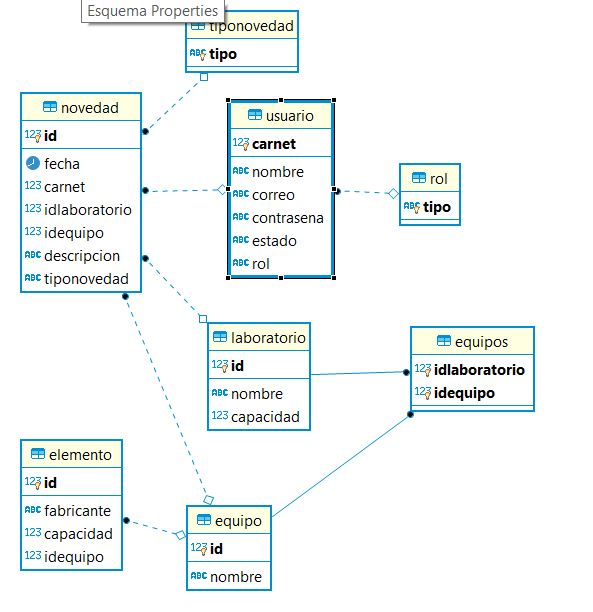 Esquema Properties
tiponovedad
ABC tipo
novedad
123 id
fecha
123 carnet
123 idlaboratorio
123 idequipo
ABC descripcion
ABC tiponovedad
usuario
123 carnet
ABC nombre
ABC correo
ABC contrasena
ABC estado
ABC rol
rol
ABC tipo
laboratorio
123 id
ABC nombre
123 capacidad
equipos
123 idlaboratorio
123 idequipo
elemento
123 id
ABC fabricante
123 capacidad
123 idequipo
equipo
123 id
ABC nombre